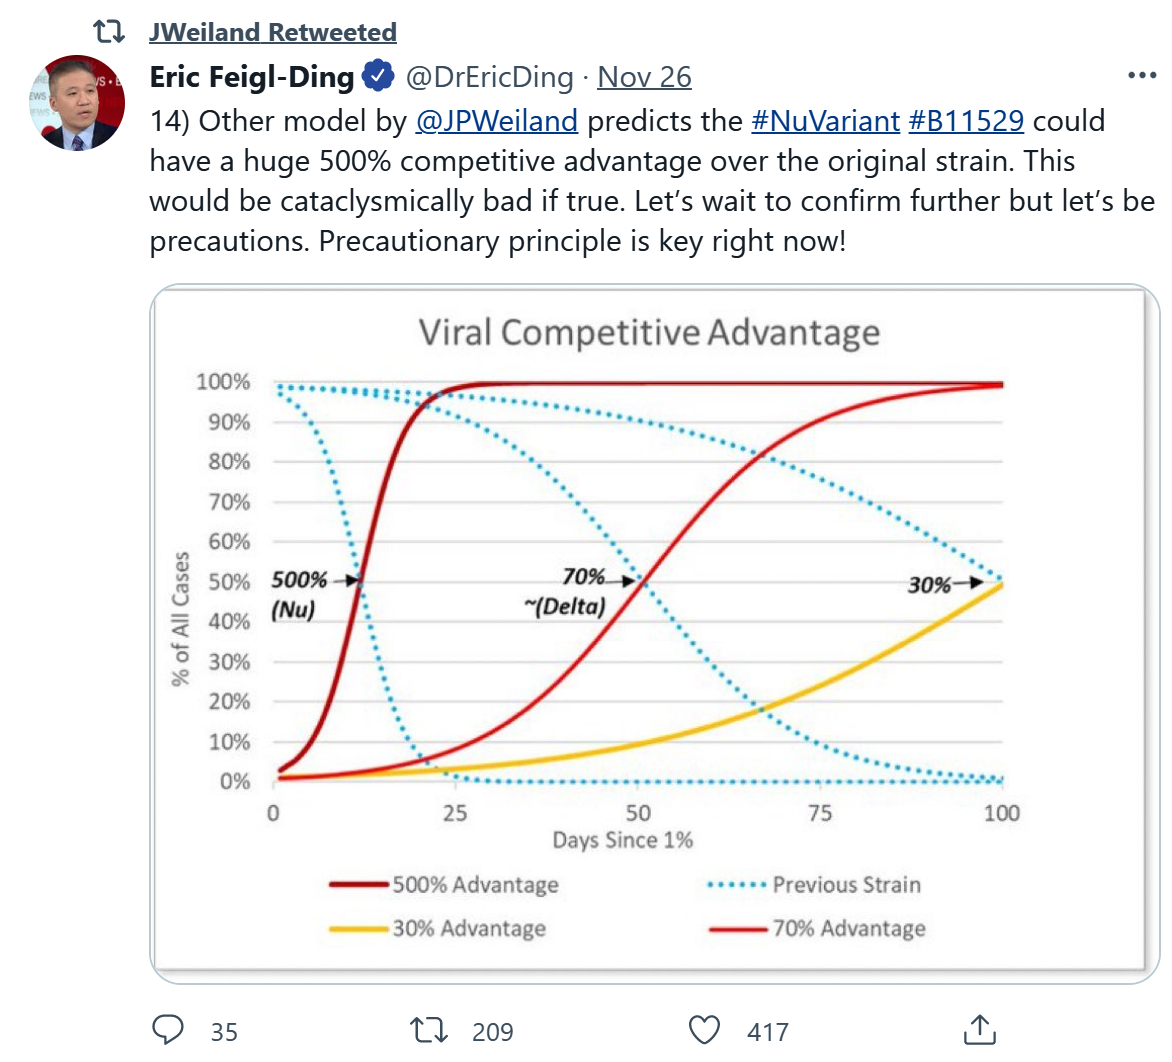 JWeiland Retweeted
Eric Feigl-Ding @DrEricDing · Nov 26
14) Other model by @JPWeiland predicts the #NuVariant #B11529 could
have a huge 500% competitive advantage over the original strain. This
would be cataclysmically bad if true. Let’s wait to confirm further but let’s be
precautions. Precautionary principle is key right now!
Viral Competitive Advantage
% of All Cases
100%
90%
80%
70%
60%
50%
40%
30%
20%
10%
0%
500%
(Nu)
70%
~(Delta)
30%
0 25 50 75 100
Days Since 1%
500% Advantage Previous Strain
30% Advantage 70% Advantage
35 209 417